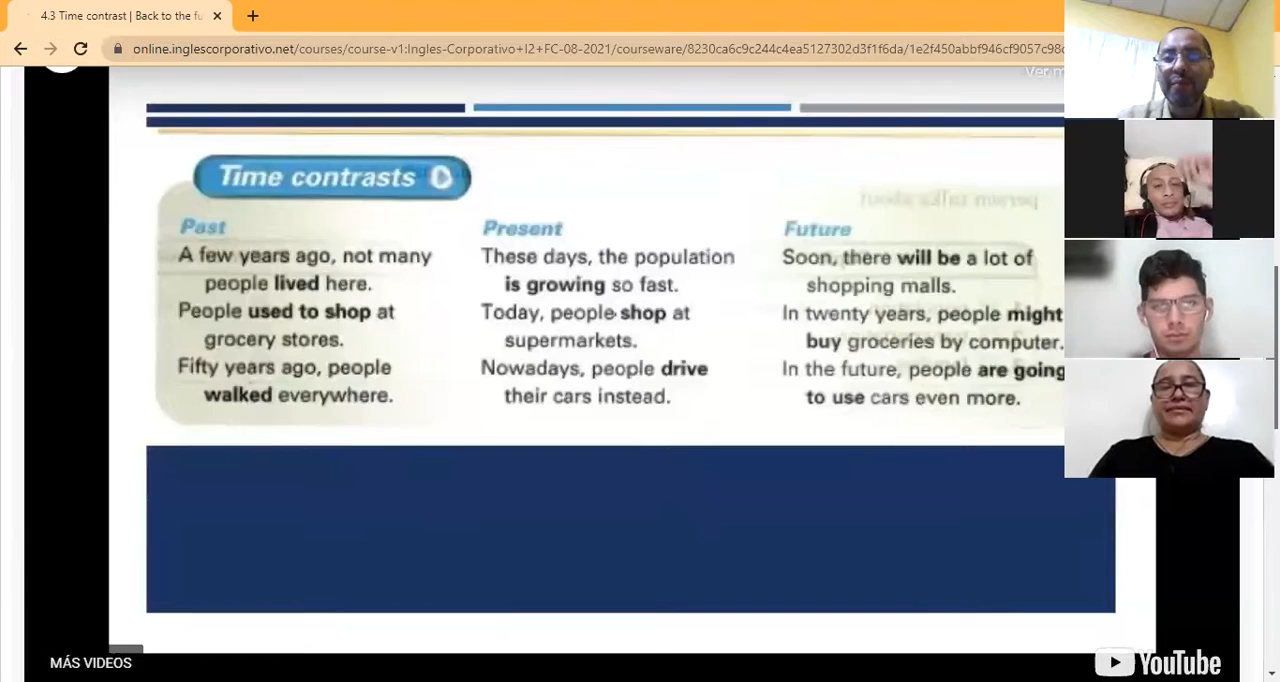 4.3 Time contrast | Back to the fu
online.inglescorporativo.net/courses/course-v1:Ingles-Corporativo+I2+FC-08-2021/courseware/8230ca6c9c244c4ea5127302d3f1f6da/1e2f450abbf946cf9057c98c
Ver m
Time contrasts
Past
A few years ago, not many
people lived here.
People used to shop at
grocery stores.
Fifty years ago, people
walked everywhere.
Present
These days, the population
is growing so fast.
Today, people shop at
supermarkets.
Nowadays, people drive
their cars instead.
Future
Soon, there will be a lot of
shopping malls.
In twenty years, people might
buy groceries by computer.
In the future, people are going
to use cars even more.
MÁS VIDEOS
YouTube